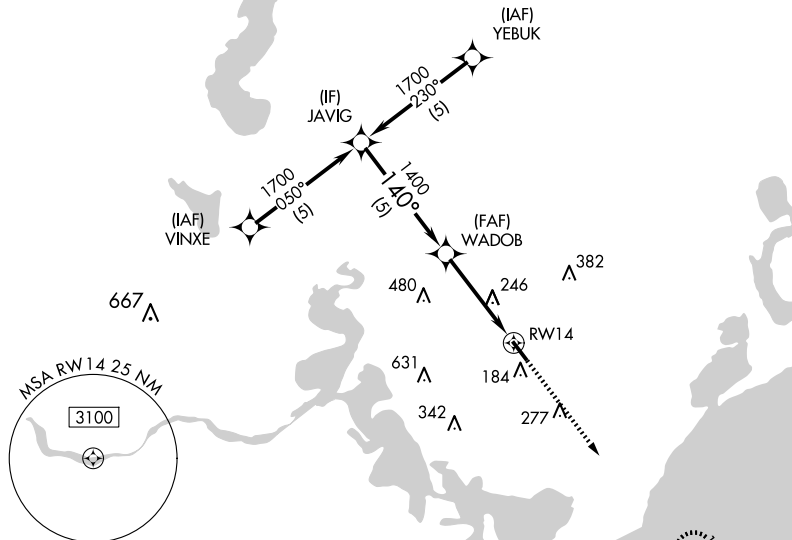 (IAF)
YEBUK
1700
230°
(5)
(IF)
JAVIG
1700
050°
(5)
(IAF)
VINXE
1400
140°
(5)
(FAF)
WADOB
382
246
480
667
RW14
631
184
342
277
MSA RW14 25 NM
3100